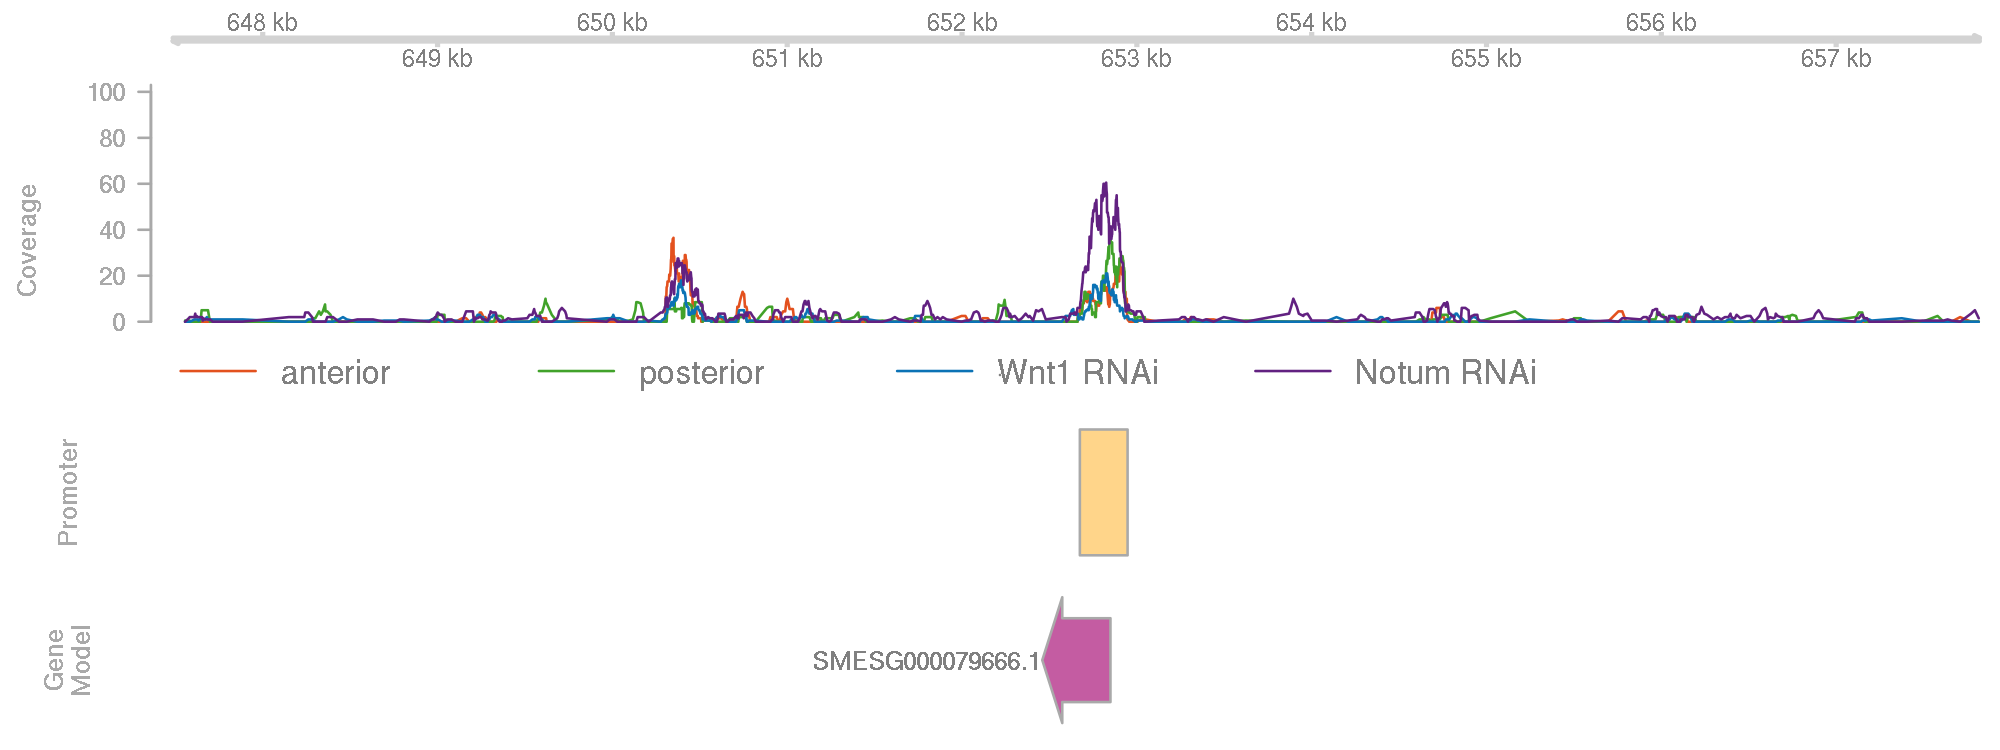 648 kb 650 kb 652 kb 654 kb 656 kb
649 kb 651 kb 653 kb 655 kb 657 kb
100
80
60
40
20
0
Coverage
anterior posterior Wnt1 RNAi Notum RNAi
Promoter
Gene
Model
SMESG000079666.1